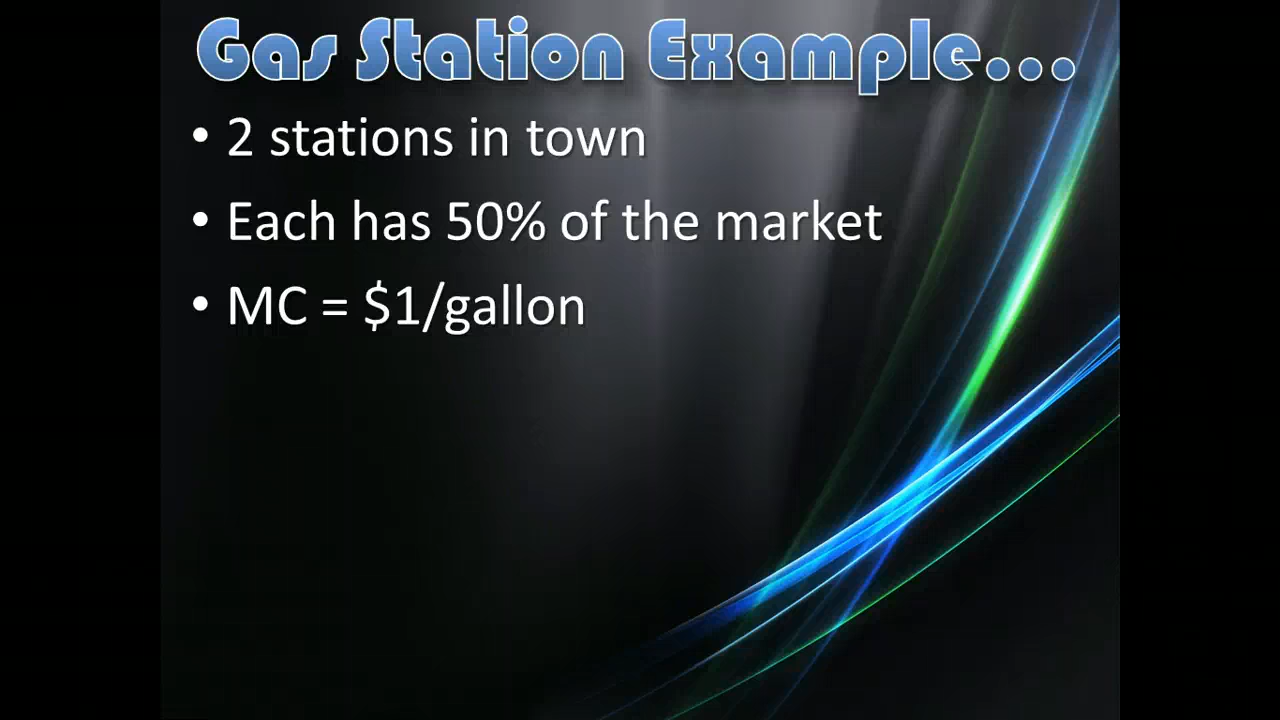 Gas Station Example...
• 2 stations in town
• Each has 50% of the market
• MC = $1/gallon